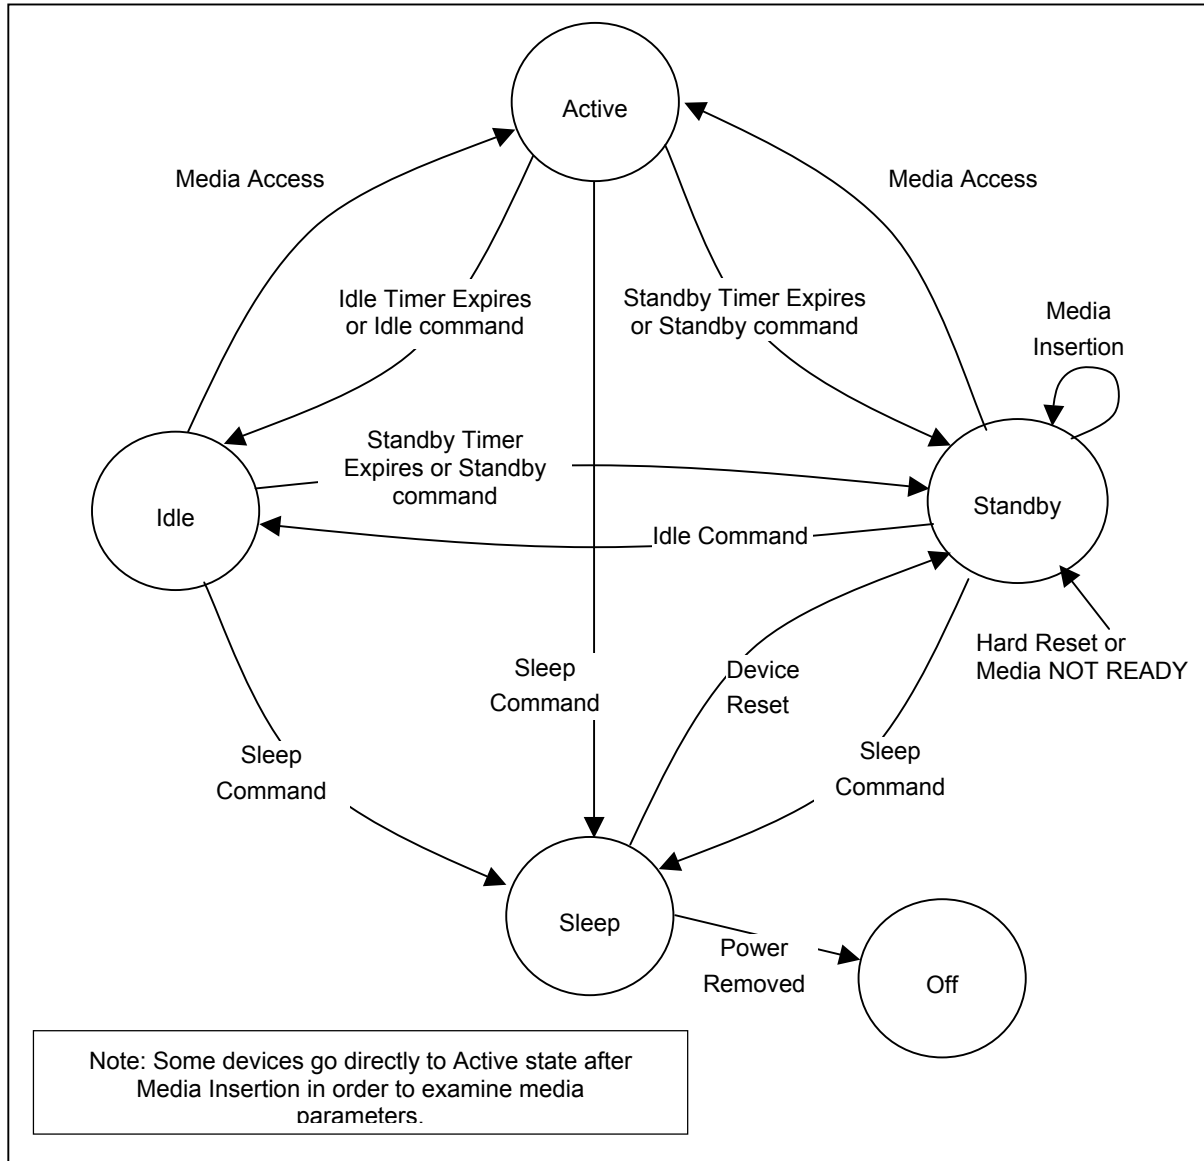 Active
Media Access
Media Access
Idle Timer Expires
or Idle command
Standby Timer Expires
or Standby command
Media
Insertion
Standby Timer
Expires or Standby
command
Idle
Standby
Idle Command
Hard Reset or
Media NOT READY
Sleep
Command
Device
Reset
Sleep
Command
Sleep
Command
Sleep
Power
Removed
Off
Note: Some devices go directly to Active state after
Media Insertion in order to examine media
parameters.